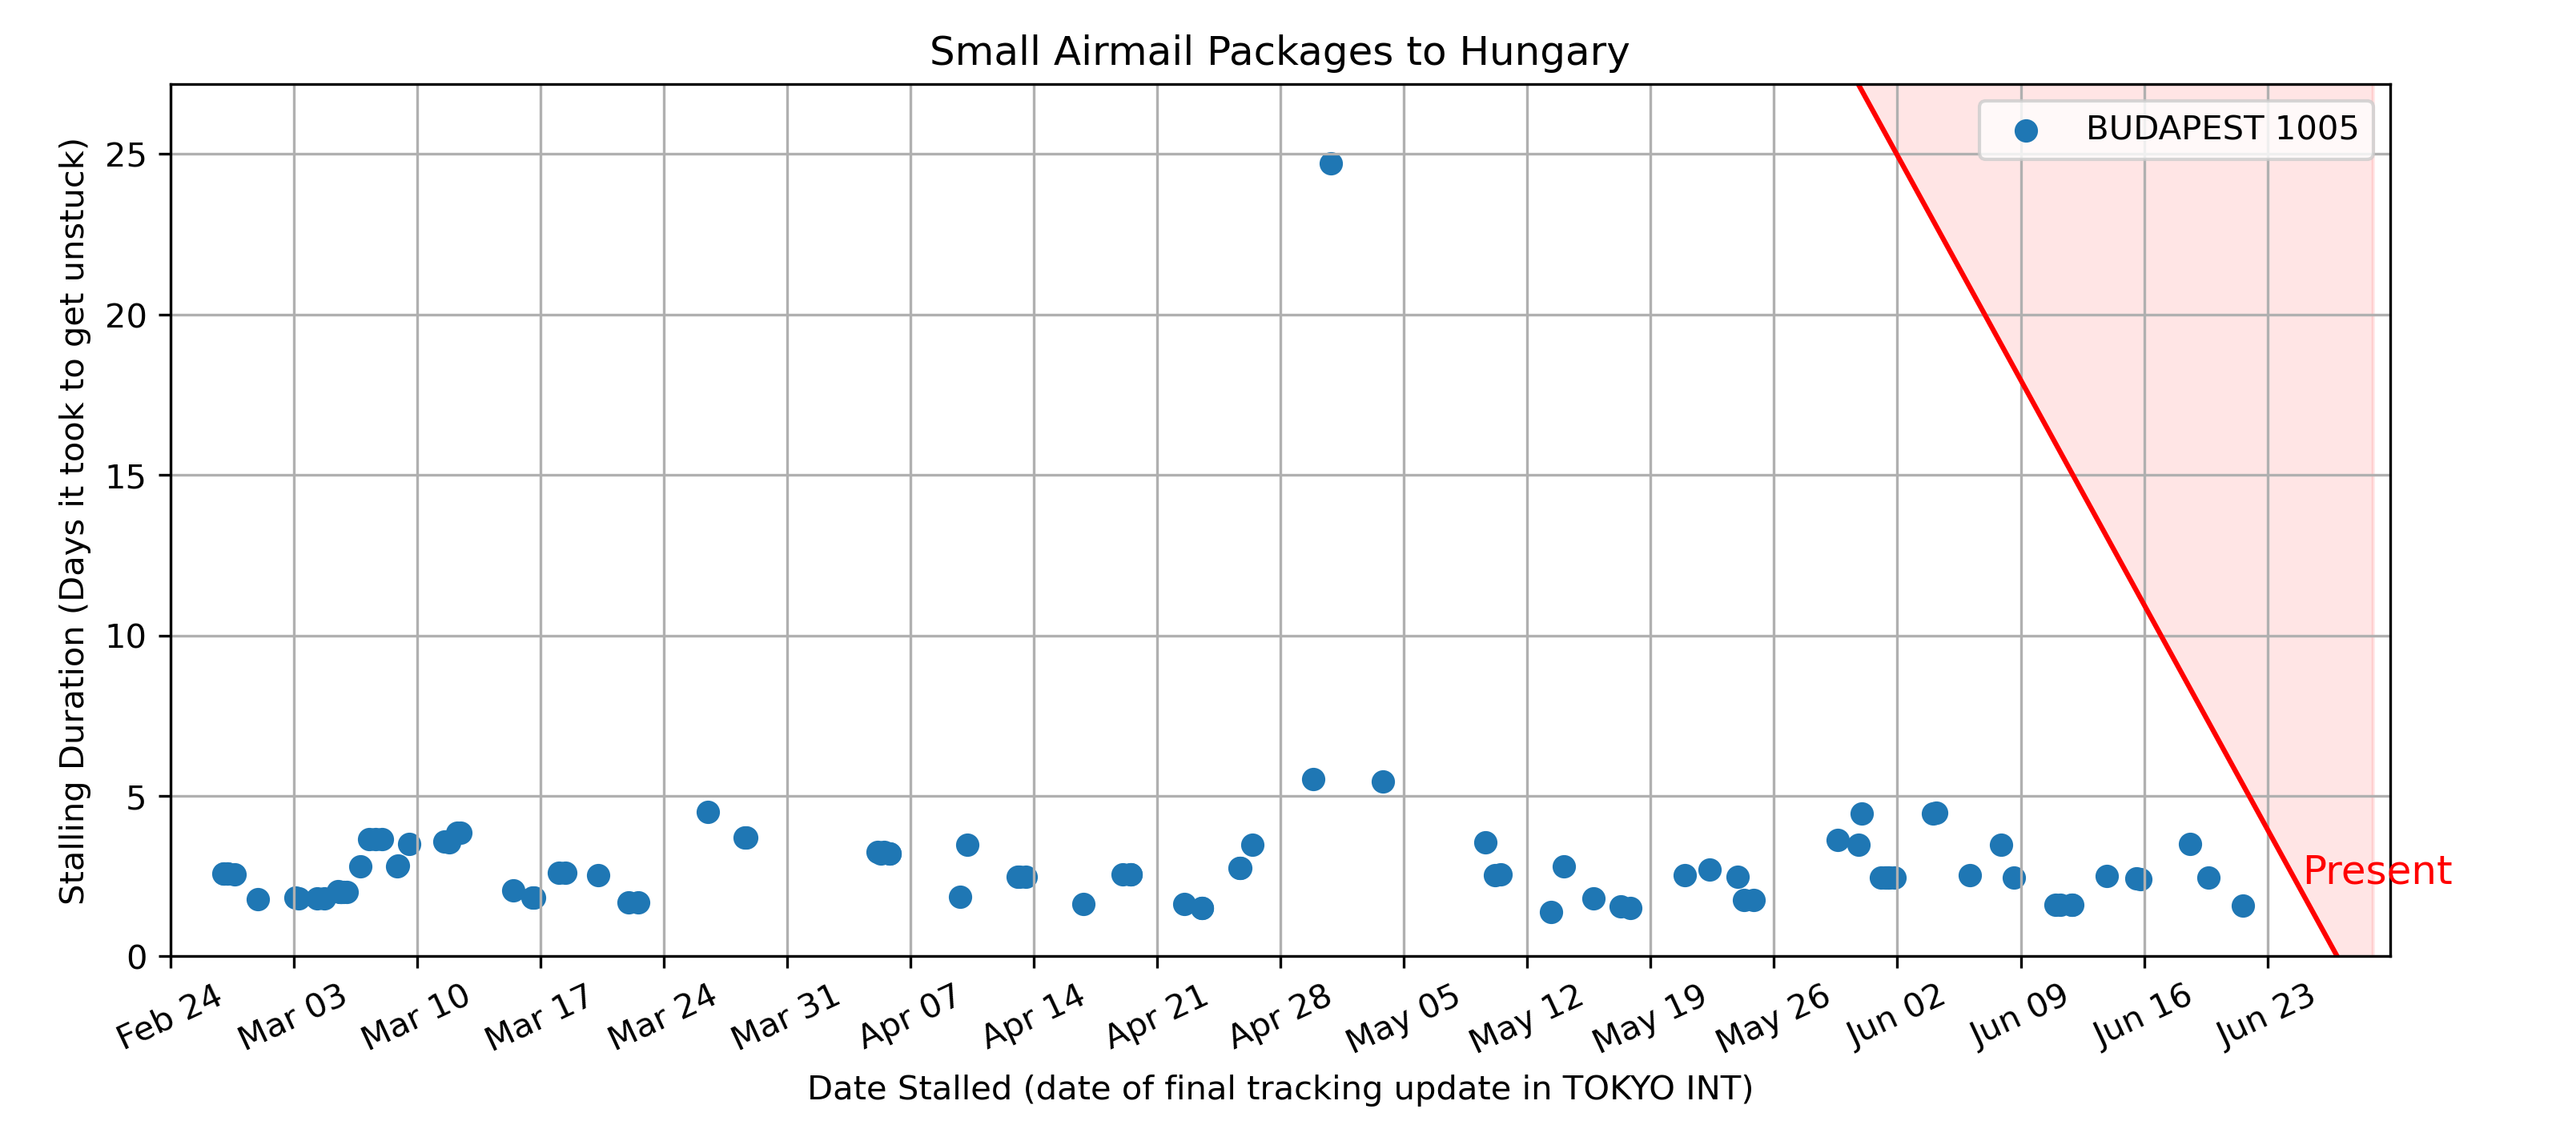 Small Airmail Packages to Hungary
BUDAPEST 1005
Stalling Duration (Days it took to get unstuck)
25
20
15
10
5
0
Present
Feb 24
Mar 03
Mar 10
Mar 17
Mar 24
Mar 31
Apr 07
Apr 14
Apr 21
Apr 28
May 05
May 12
May 19
May 26
Jun 02
Jun 09
Jun 16
Jun 23
Date Stalled (date of final tracking update in TOKYO INT)